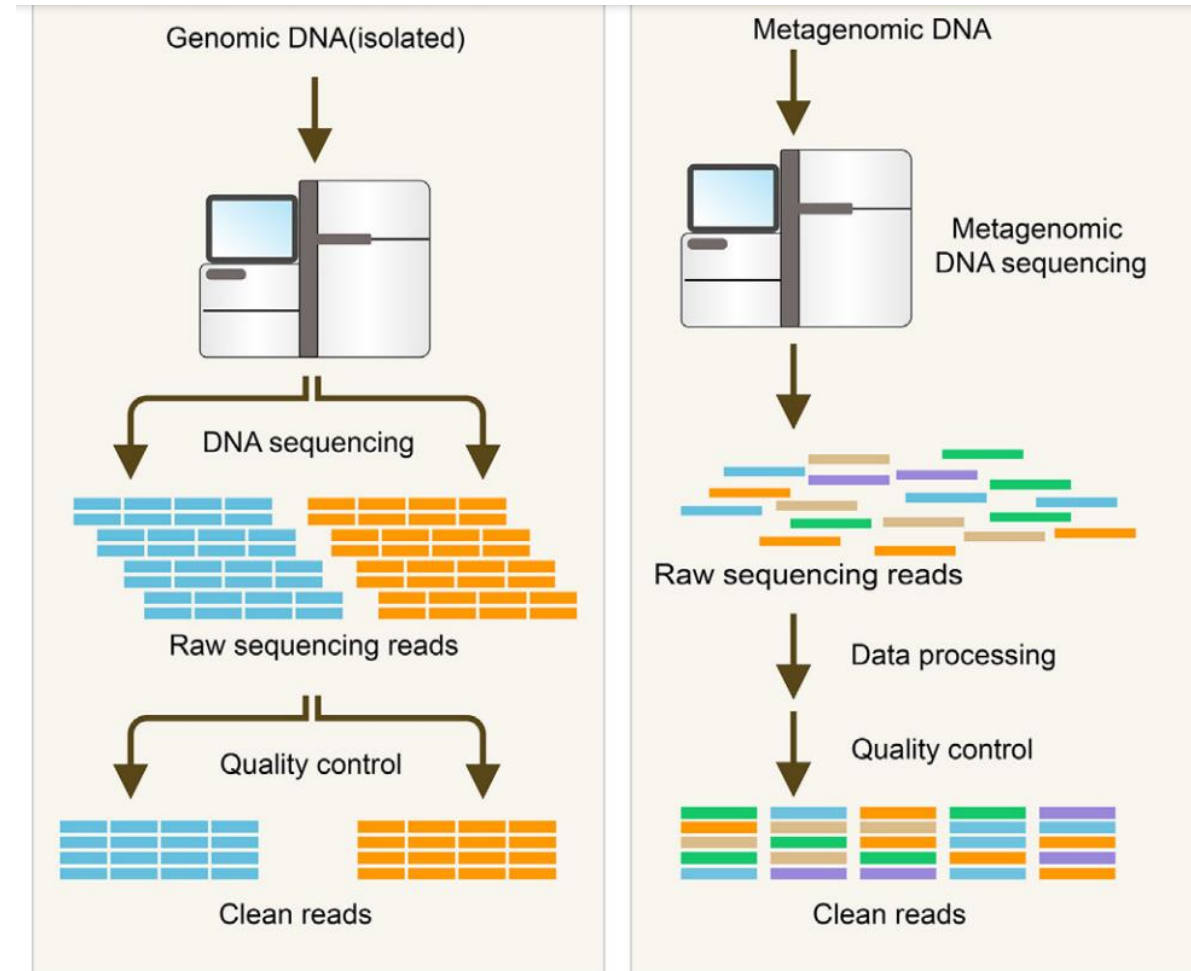 Genomic DNA(isolated)
DNA sequencing
Raw sequencing reads
Quality control
Clean reads
Metagenomic DNA
Metagenomic
DNA sequencing
Raw sequencing reads
Data processing
Quality control
Clean reads